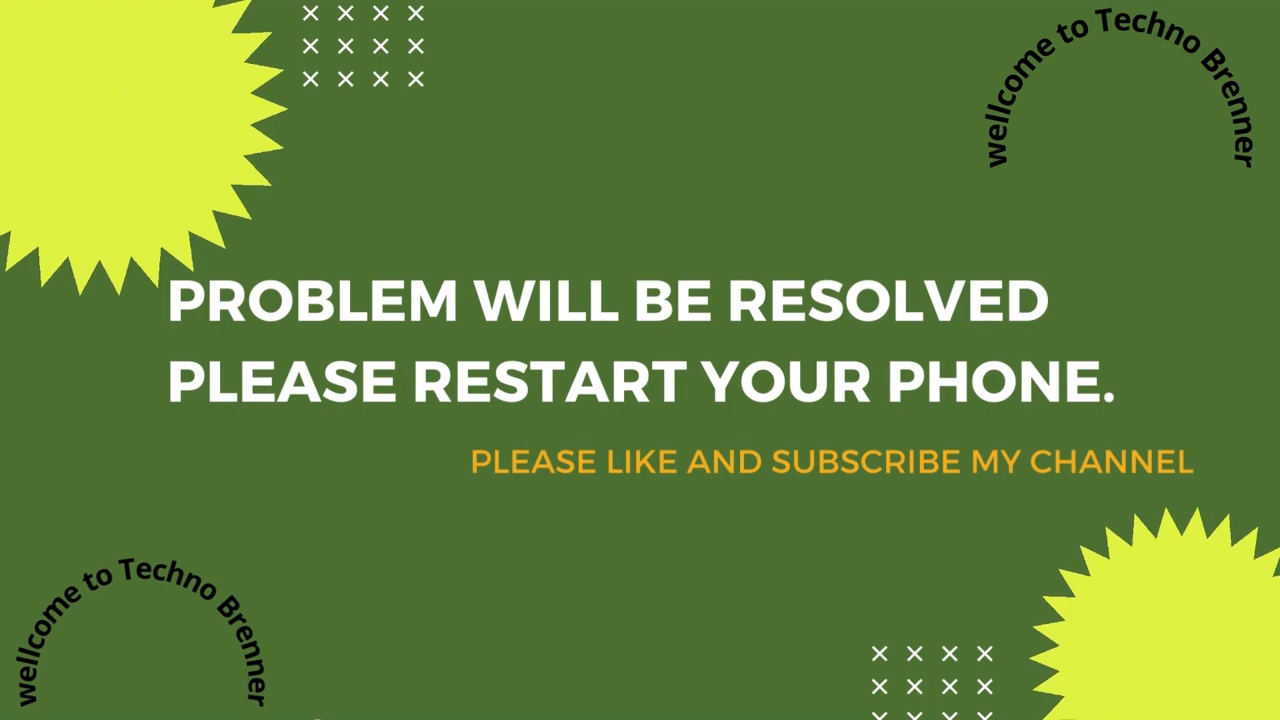 wellcome to Techno Brenner
PROBLEM WILL BE RESOLVED
PLEASE RESTART YOUR PHONE.
PLEASE LIKE AND SUBSCRIBE MY CHANNEL
wellcome to Techno Brenner